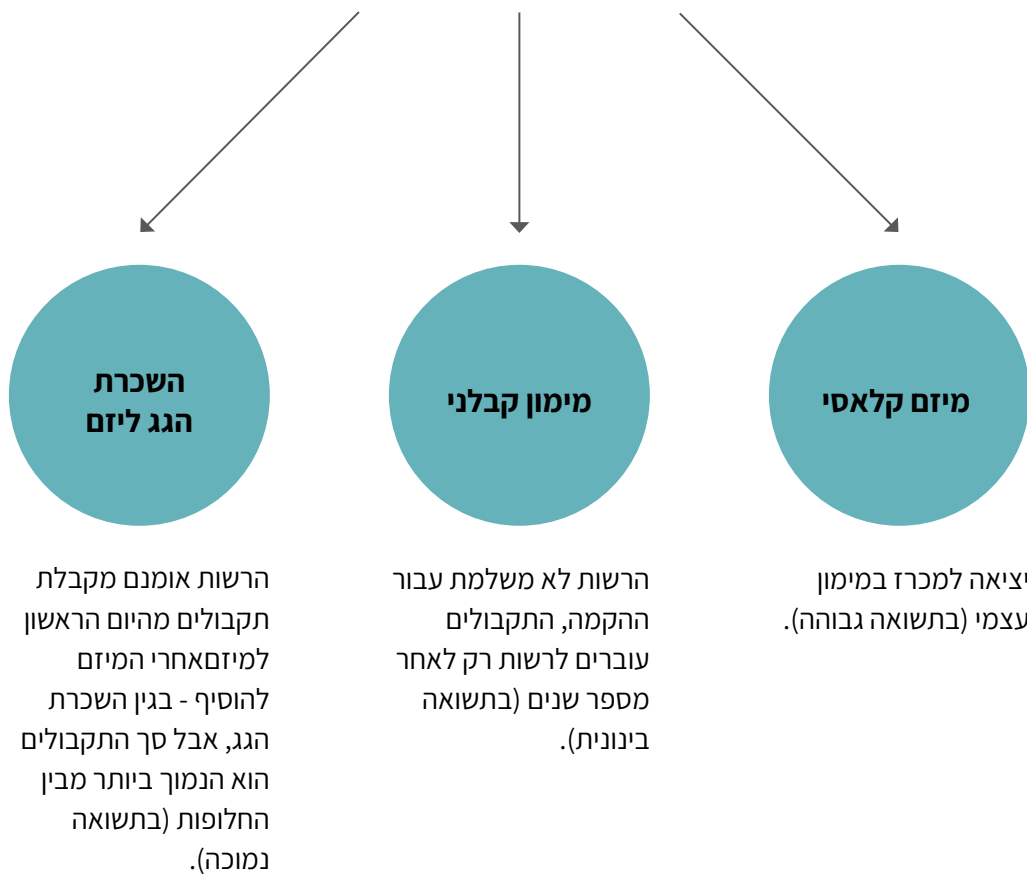 מיזם קלאסי
יציאה למכרז במימון
עצמי (בתשואה גבוהה).
מימון קבלני
הרשות לא משלמת עבור
ההקמה, התקבולים
עוברים לרשות רק לאחר
מספר שנים (בתשואה
בינונית).
השכרת
הגג ליזם
הרשות אומנם מקבלת
תקבולים מהיום הראשון
למיזםאחרי המיזם
להוסיף - בגין השכרת
הגג, אבל סך התקבולים
הוא הנמוך ביותר מבין
החלופות (בתשואה
נמוכה).